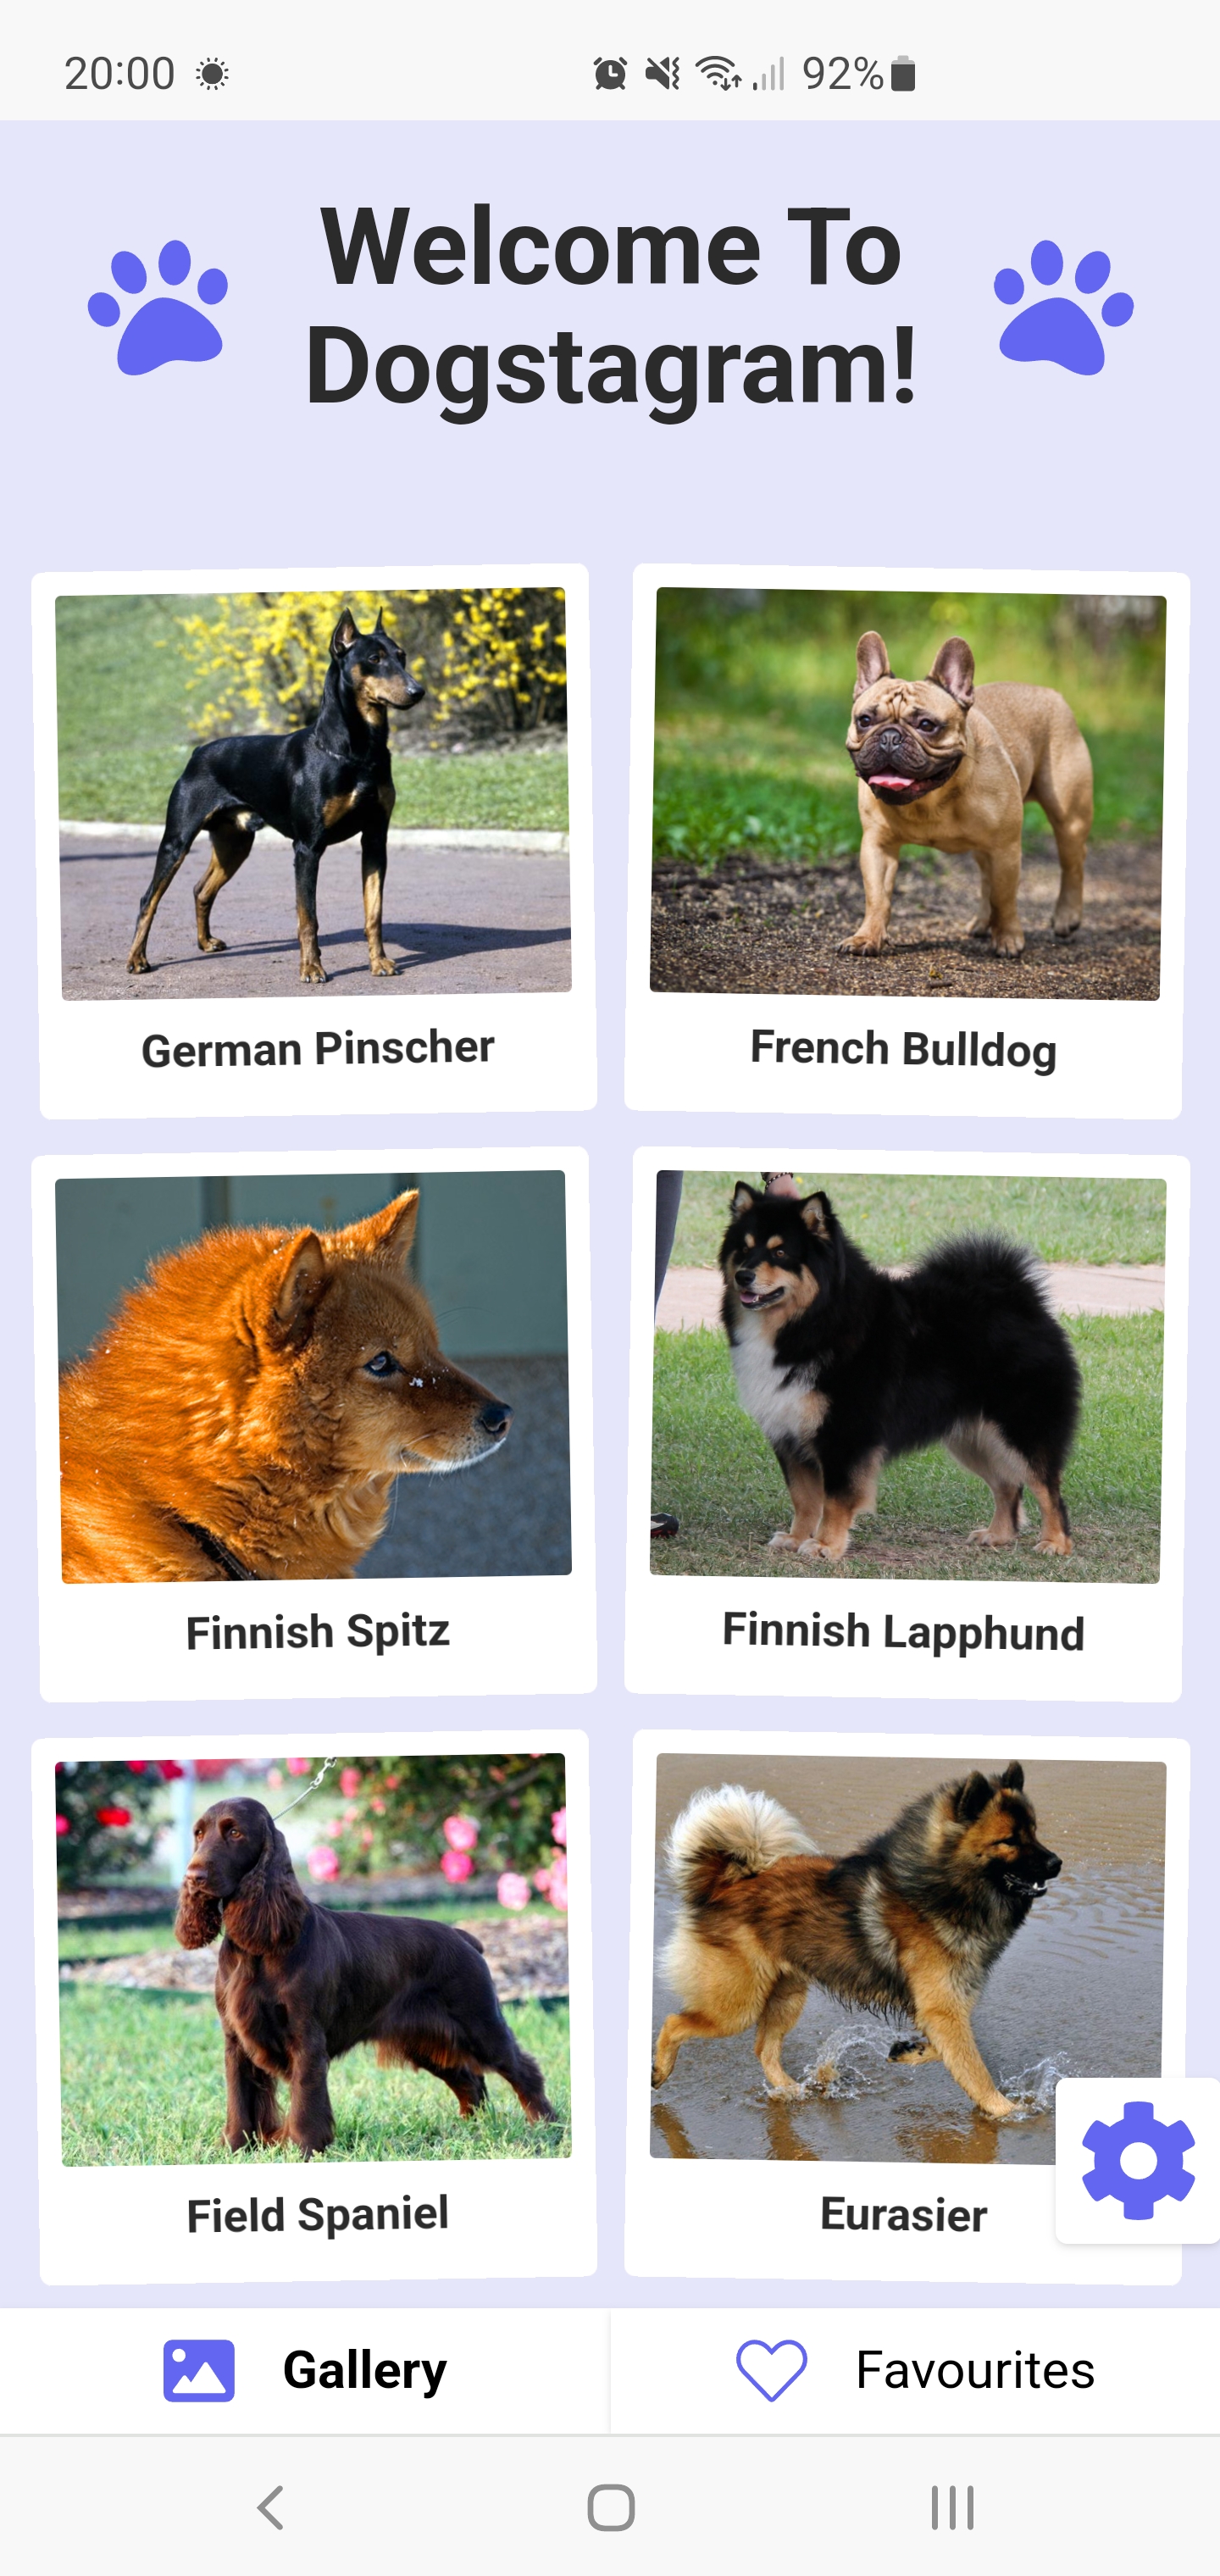 20:00
92%
Welcome To
Dogstagram!
German Pinscher
French Bulldog
Finnish Spitz
Finnish Lapphund
Field Spaniel
Eurasier
Gallery
Favourites